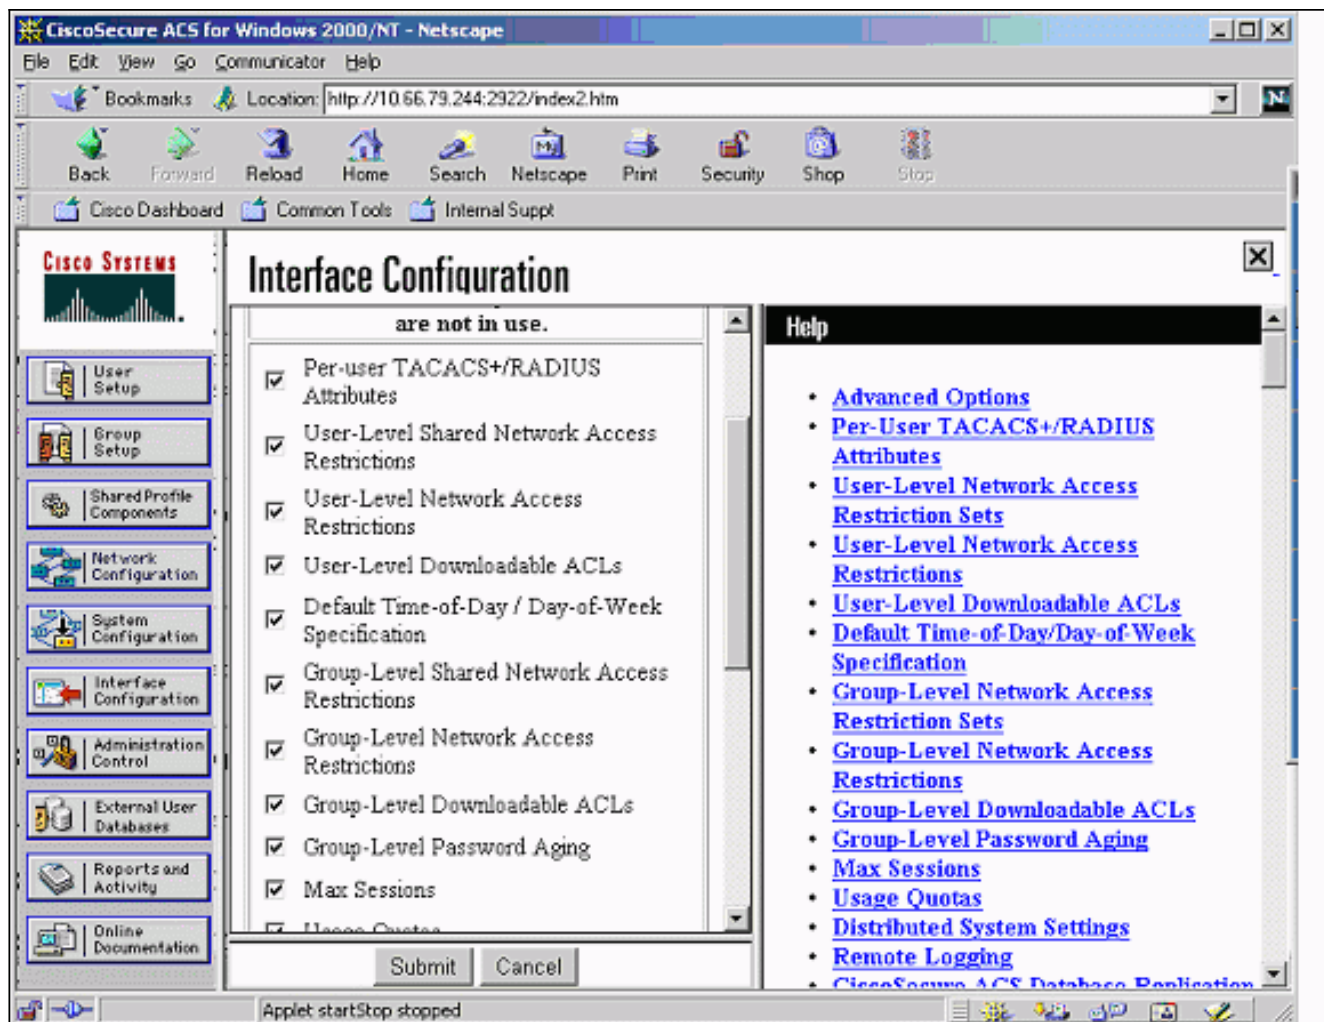 CiscoSecure ACS for Windows 2000/NT - Netscape
File Edit View Go Communicator Help
Bookmarks Location: http://10.66.79.244:2922/index2.htm N
Back Forward Reload Home Search Netscape Print Security Shop Stop
My
Cisco Dashboard Common Tools Internal Suppt
CISCO SYSTEMS
User
Setup
Group
Setup
Shared Profile
Components
Network
Configuration
System
Configuration
Interface
Configuration
Administration
Control
External User
Databases
Reports and
Activity
Online
Documentation
Interface Configuration
are not in use.
Per-user TACACS+/RADIUS
Attributes
User-Level Shared Network Access
Restrictions
User-Level Network Access
Restrictions
User-Level Downloadable ACLs
Default Time-of-Day / Day-of-Week
Specification
Group-Level Shared Network Access
Restrictions
Group-Level Network Access
Restrictions
Group-Level Downloadable ACLs
Group-Level Password Aging
Max Sessions
Usage Quotas
Submit Cancel
Help
• Advanced Options
• Per-User TACACS+/RADIUS
Attributes
• User-Level Network Access
Restriction Sets
• User-Level Network Access
Restrictions
• User-Level Downloadable ACLs
• Default Time-of-Day/Day-of-Week
Specification
• Group-Level Network Access
Restriction Sets
• Group-Level Network Access
Restrictions
• Group-Level Downloadable ACLs
• Group-Level Password Aging
• Max Sessions
• Usage Quotas
• Distributed System Settings
• Remote Logging
• CiscoSecure ACS Database Replication
Applet startStop stopped